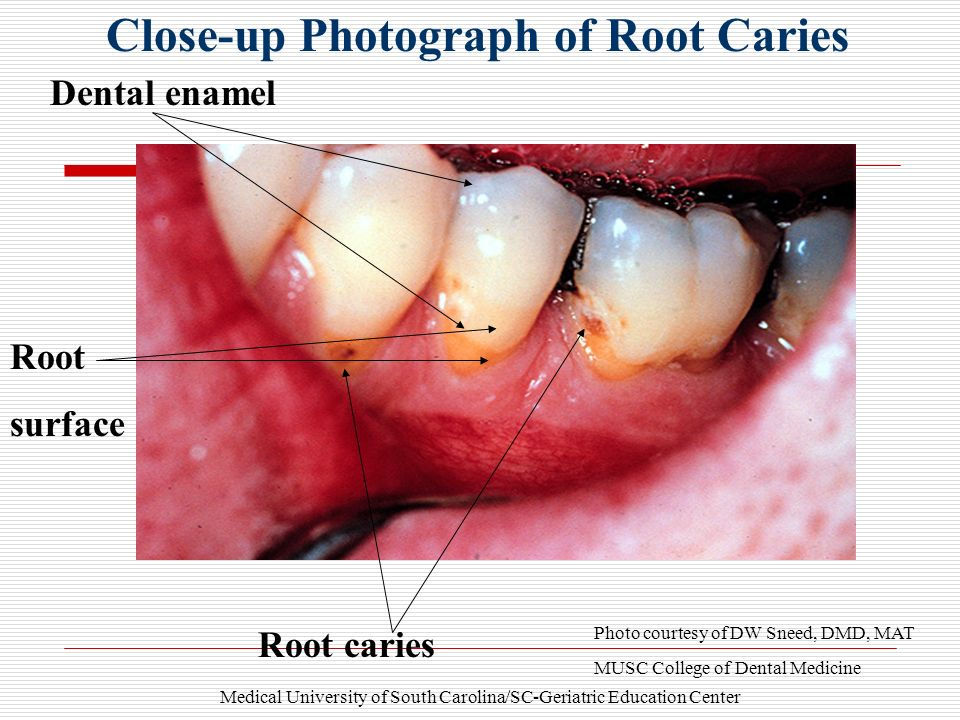 Close-up Photograph of Root Caries
Dental enamel
Root
surface
Root caries
Photo courtesy of DW Sneed, DMD, MAT
MUSC College of Dental Medicine
Medical University of South Carolina/SC-Geriatric Education Center